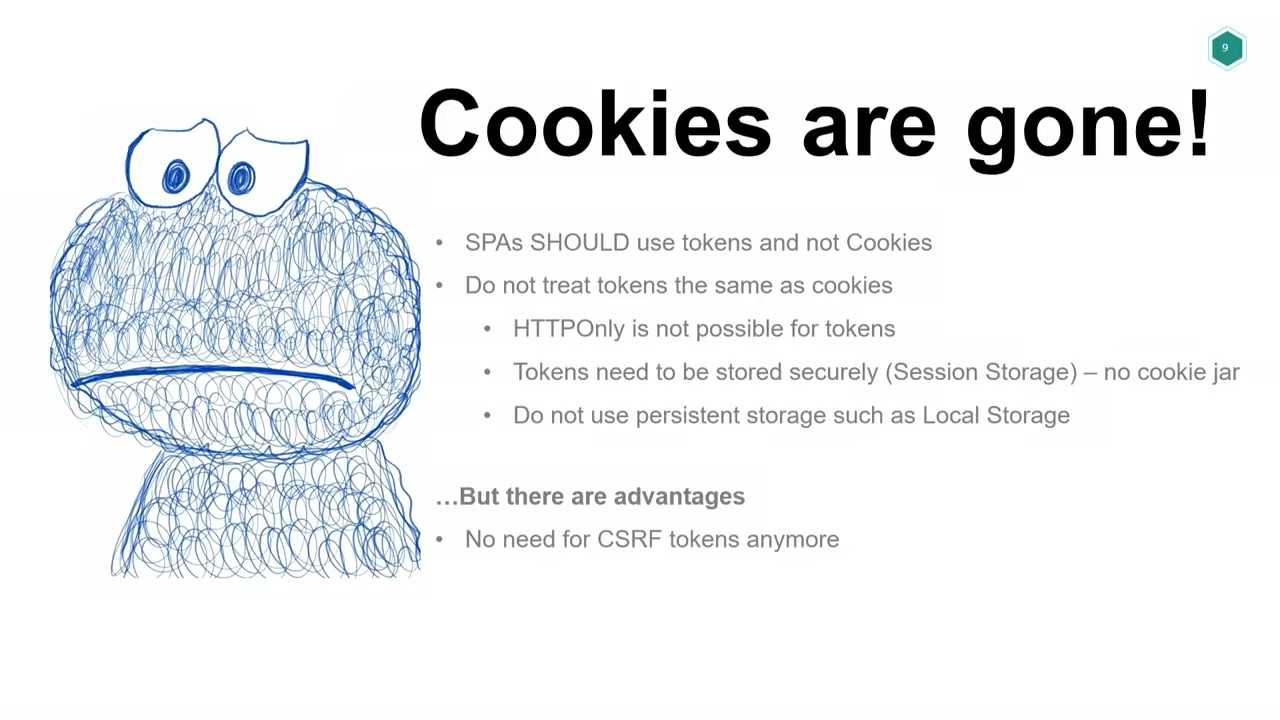 9
Cookies are gone!
• SPAs SHOULD use tokens and not Cookies
• Do not treat tokens the same as cookies
• HTTPOnly is not possible for tokens
• Tokens need to be stored securely (Session Storage) – no cookie jar
• Do not use persistent storage such as Local Storage
…But there are advantages
• No need for CSRF tokens anymore